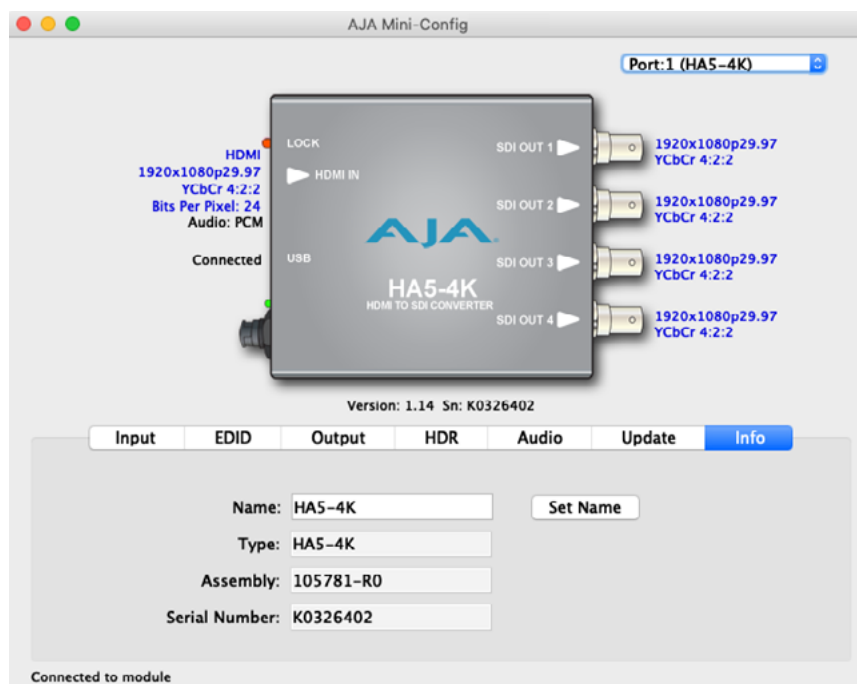 AJA Mini-Config
Port:1 (HA5-4K)
LOCK
HDMI
1920x1080p29.97
YCbCr 4:2:2
Bits Per Pixel: 24
Audio: PCM
HDMI IN
Connected
USB
AJA
HA5-4K
HDMI TO SDI CONVERTER
SDI OUT 1
1920x1080p29.97
YCbCr 4:2:2
SDI OUT 2
1920x1080p29.97
YCbCr 4:2:2
SDI OUT 3
1920x1080p29.97
YCbCr 4:2:2
SDI OUT 4
1920x1080p29.97
YCbCr 4:2:2
Version: 1.14 Sn: K0326402
Input EDID Output HDR Audio Update Info
Name: HA5-4K Set Name
Type: HA5-4K
Assembly: 105781-R0
Serial Number: K0326402
Connected to module